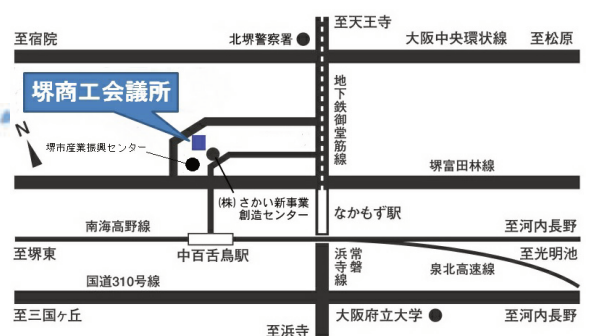 至天王寺
至宿院
北堺警察署
大阪中央環状線
至松原
堺商工会議所
地下鉄御堂筋線
N
堺市産業振興センター
堺富田林線
(株)さかい新事業
創造センター
なかもず駅
南海高野線
至河内長野
至堺東
中百舌鳥駅
常磐
浜寺線
至光明池
泉北高速線
国道310号線
至三国ヶ丘
大阪府立大学
至河内長野
至浜寺